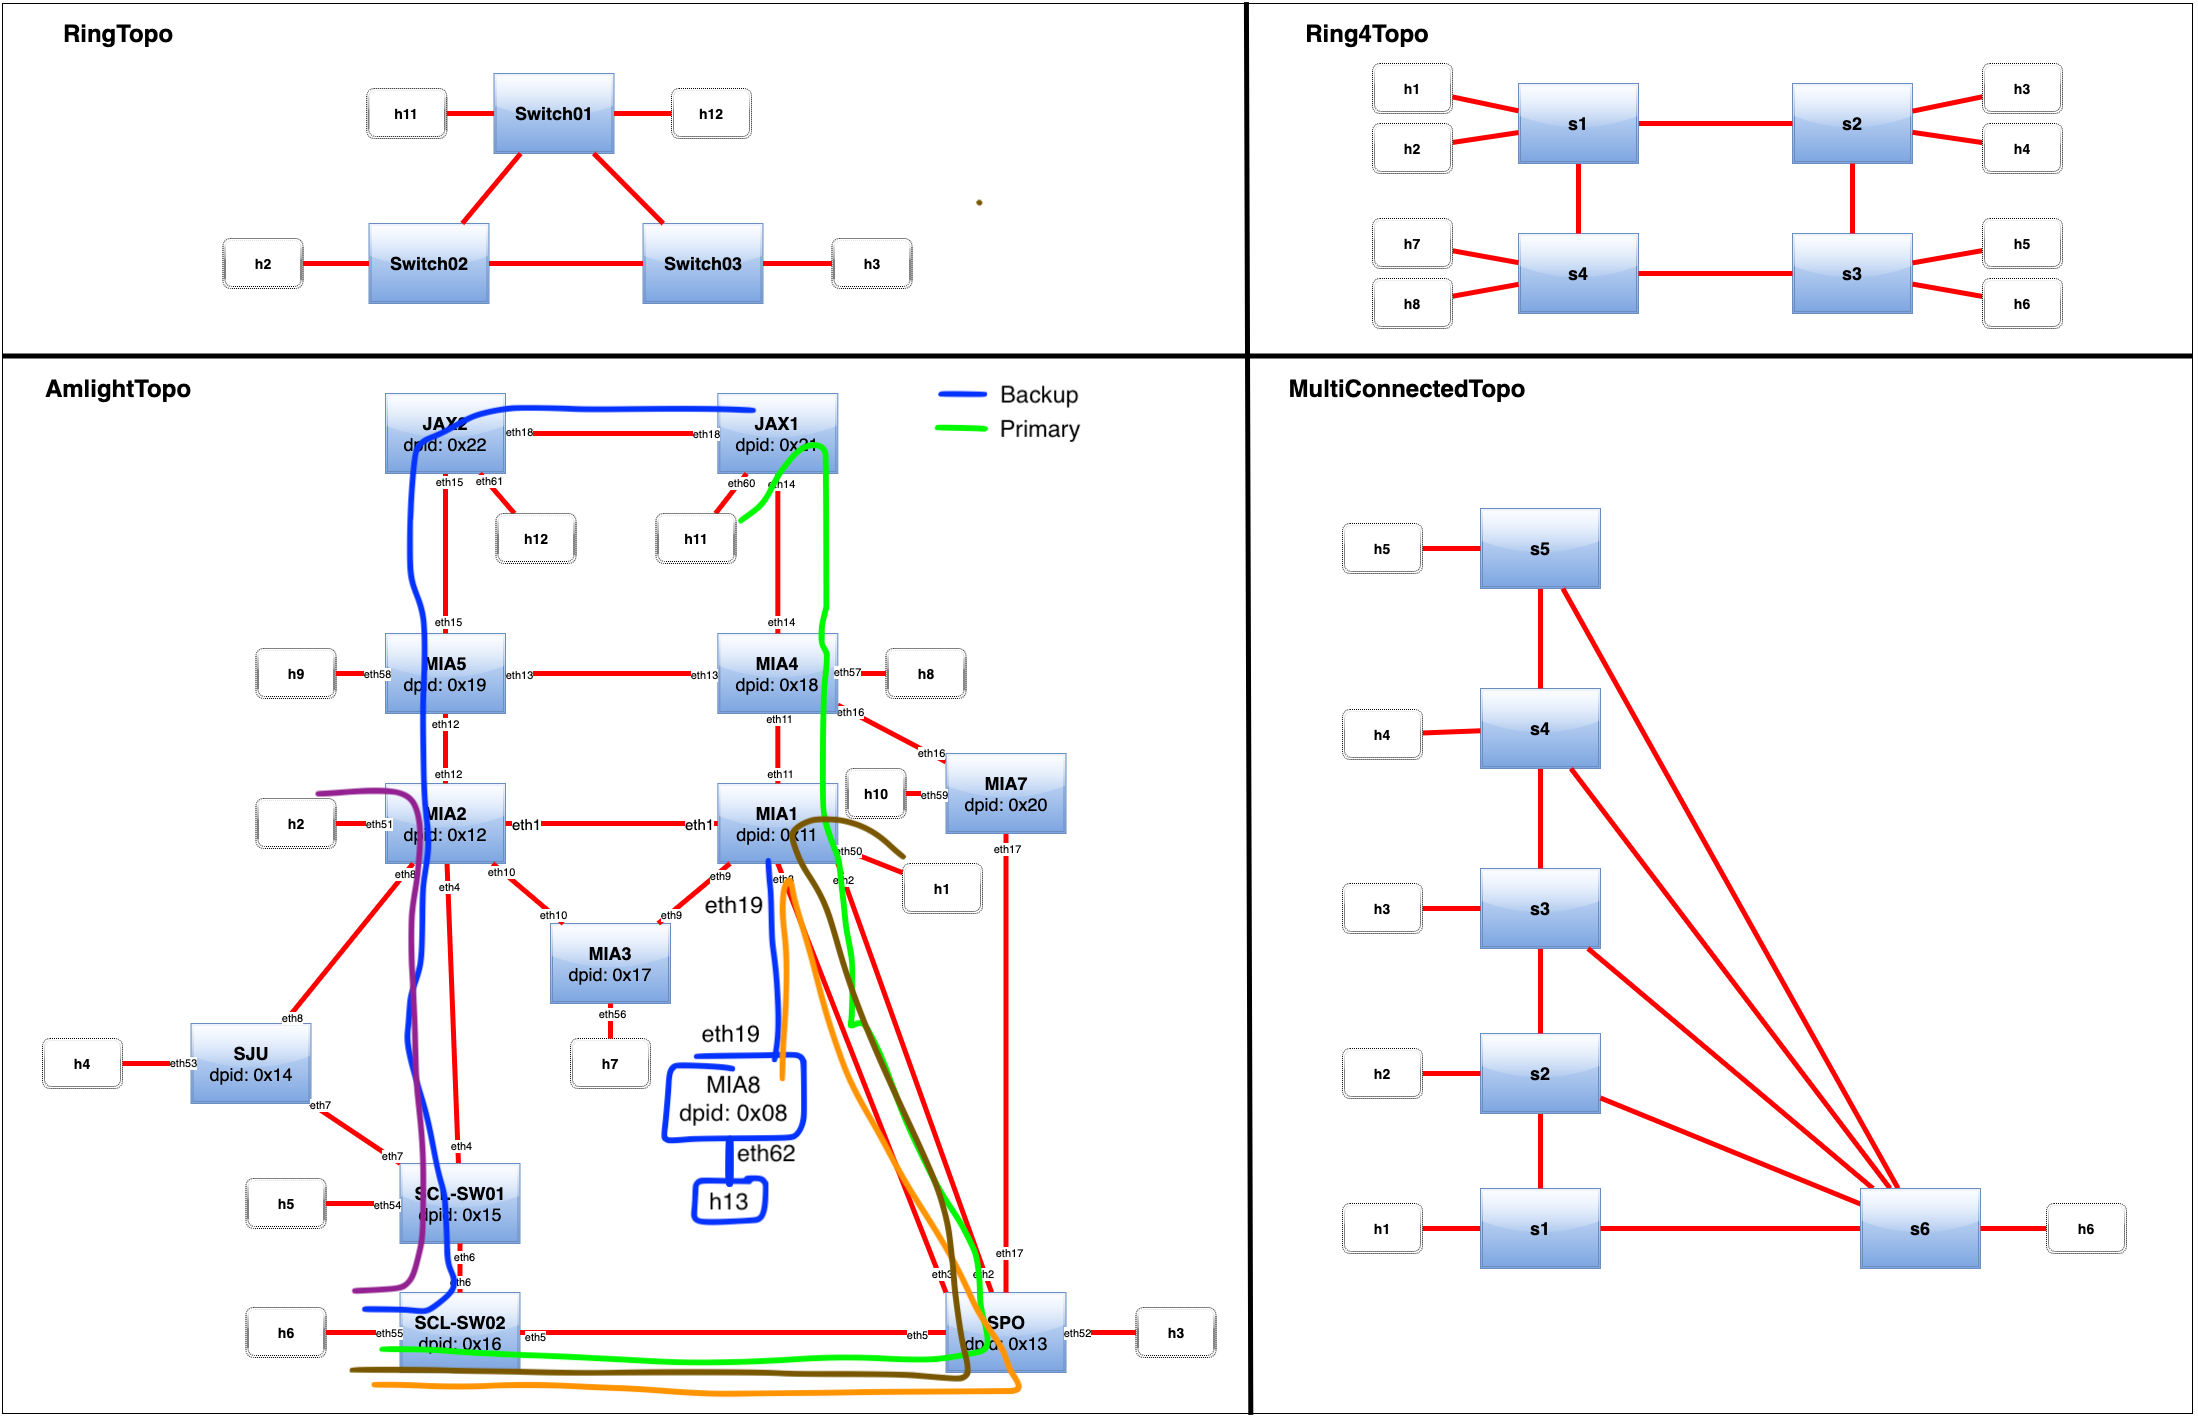 RingTopo
Switch01
h11
h12
Switch02
Switch03
h2
h3
Ring4Topo
h1
h2
s1
s2
h3
h4
h7
h8
s4
s3
h5
h6
AmlightTopo
Backup
Primary
JAX2
dpid: 0x22
eth18
eth18
JAX1
dpid: 0x21
eth15
eth61
eth60
eth14
h12
h11
eth15
eth14
h9
eth58
MIA5
dpid: 0x19
eth13
eth13
MIA4
dpid: 0x18
eth57
h8
eth12
eth11
eth16
eth16
eth12
eth11
MIA7
dpid: 0x20
h10
eth59
h2
eth51
MIA2
dpid: 0x12
eth1
eth1
MIA1
dpid: 0x11
eth50
eth17
h1
eth8
eth4
eth10
eth9
eth3
eth2
eth19
eth10
eth9
MIA3
dpid: 0x17
eth56
h7
eth8
SJU
dpid: 0x14
h4
eth53
eth7
eth19
MIA8
dpid: 0x08
eth62
h13
eth4
eth7
SCL-SW01
dpid: 0x15
h5
eth54
eth6
eth6
eth17
eth3
eth2
h6
eth55
SCL-SW02
dpid: 0x16
eth5
eth5
SPO
dpid: 0x13
eth52
h3
MultiConnectedTopo
h5
s5
h4
s4
h3
s3
h2
s2
h1
s1
s6
h6